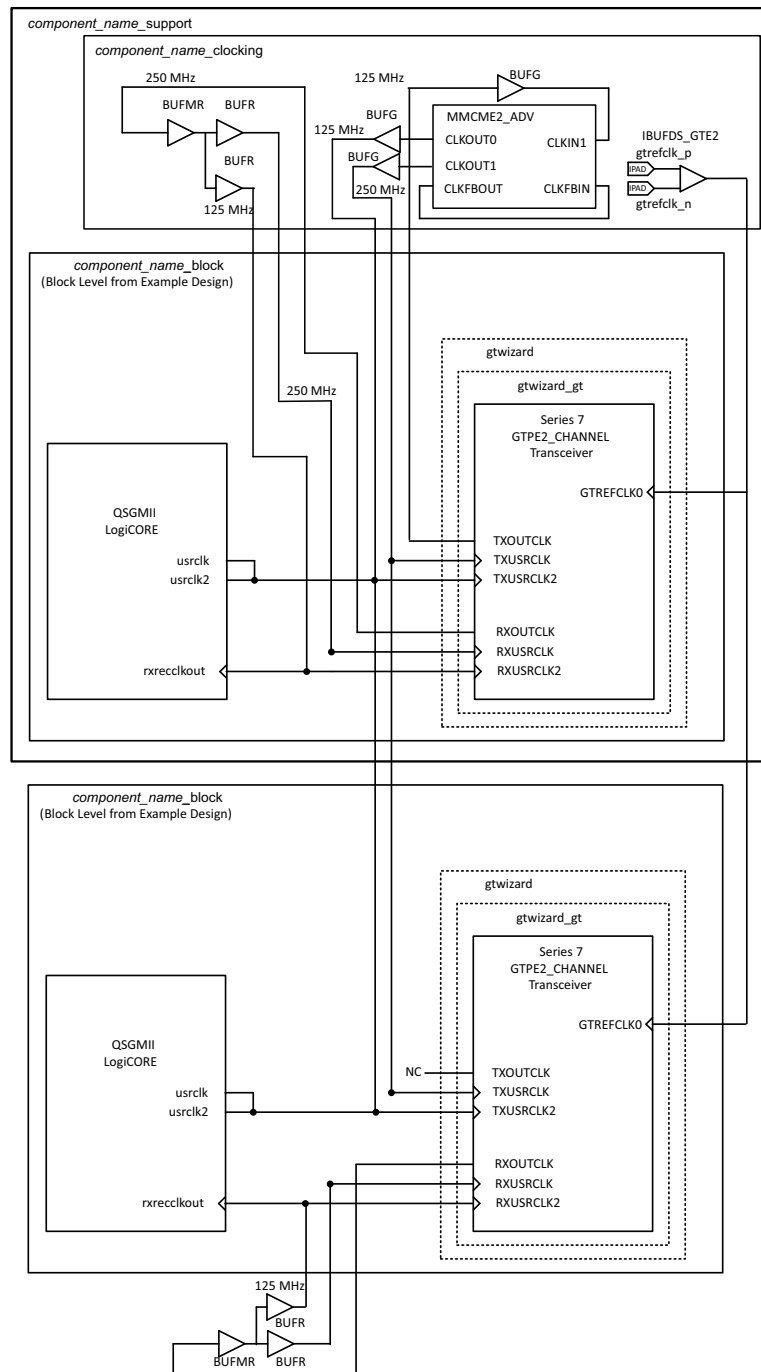 component_name_support
component_name_clocking
250 MHz
BUFMR
BUFR
BUFR
125 MHz
125 MHz
BUFG
BUFG
125 MHz
BUFG
250 MHz
MMCME2_ADV
CLKOUT0
CLKIN1
CLKOUT1
CLKFBOUT
CLKFBIN
IBUFDS_GTE2
gtrefclk_p
IPAD
IPAD
gtrefclk_n
component_name_block
(Block Level from Example Design)
gtwizard
gtwizard_gt
250 MHz
Series 7
GTPE2_CHANNEL
Transceiver
GTREFCLK0
QSGMII
LogiCORE
TXOUTCLK
usrclk
TXUSRCLK
usrclk2
TXUSRCLK2
RXOUTCLK
RXUSRCLK
rxrecclkout
RXUSRCLK2
component_name_block
(Block Level from Example Design)
gtwizard
gtwizard_gt
Series 7
GTPE2_CHANNEL
Transceiver
GTREFCLK0
QSGMII
LogiCORE
NC
TXOUTCLK
usrclk
TXUSRCLK
usrclk2
TXUSRCLK2
RXOUTCLK
RXUSRCLK
rxrecclkout
RXUSRCLK2
125 MHz
BUFR
BUFMR
BUFR